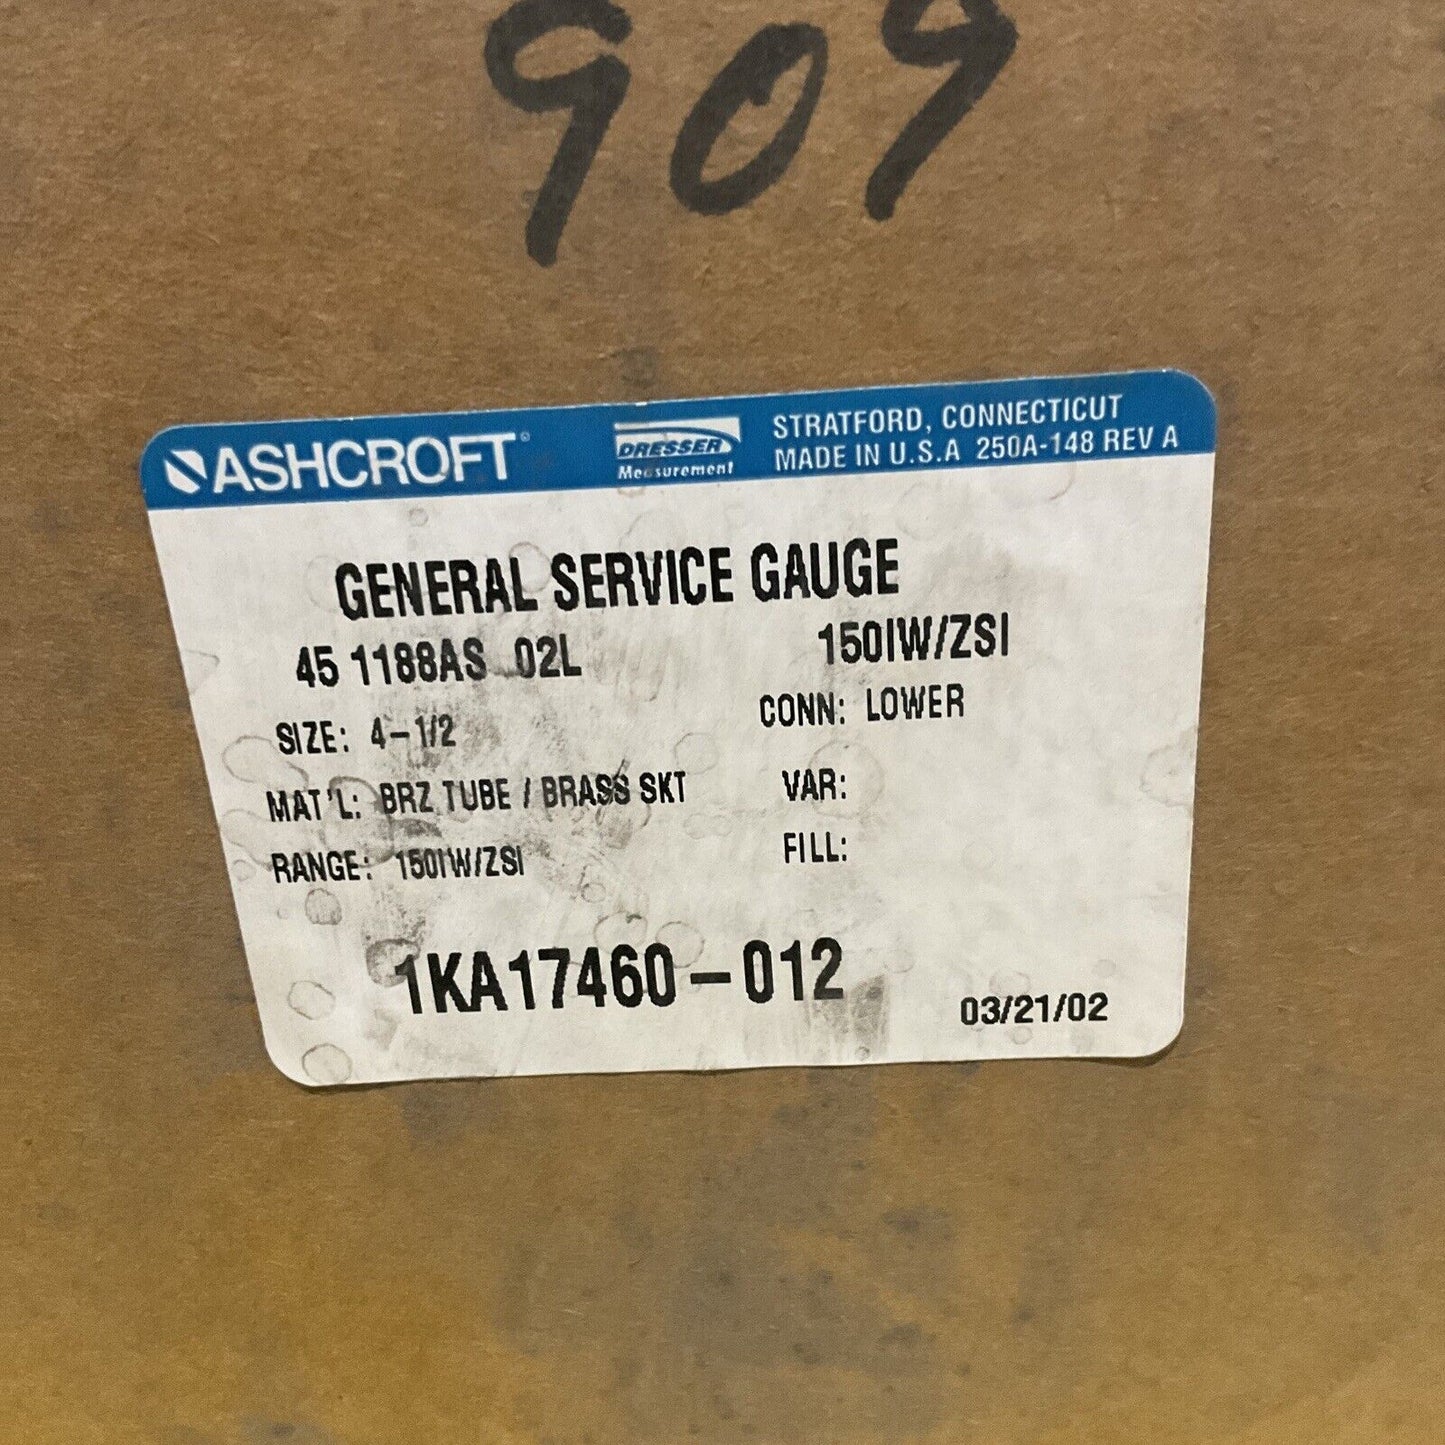 909
ASHCROFT®
DRESSER
Measurement
STRATFORD, CONNECTICUT
MADE IN U.S.A 250A-148 REV A
GENERAL SERVICE GAUGE
45 1188AS 02L 150IW/ZSI
SIZE: 4-1/2 CONN: LOWER
MAT'L: BRZ TUBE / BRASS SKT VAR:
RANGE: 150IW/ZSI FILL:
1KA17460-012
03/21/02